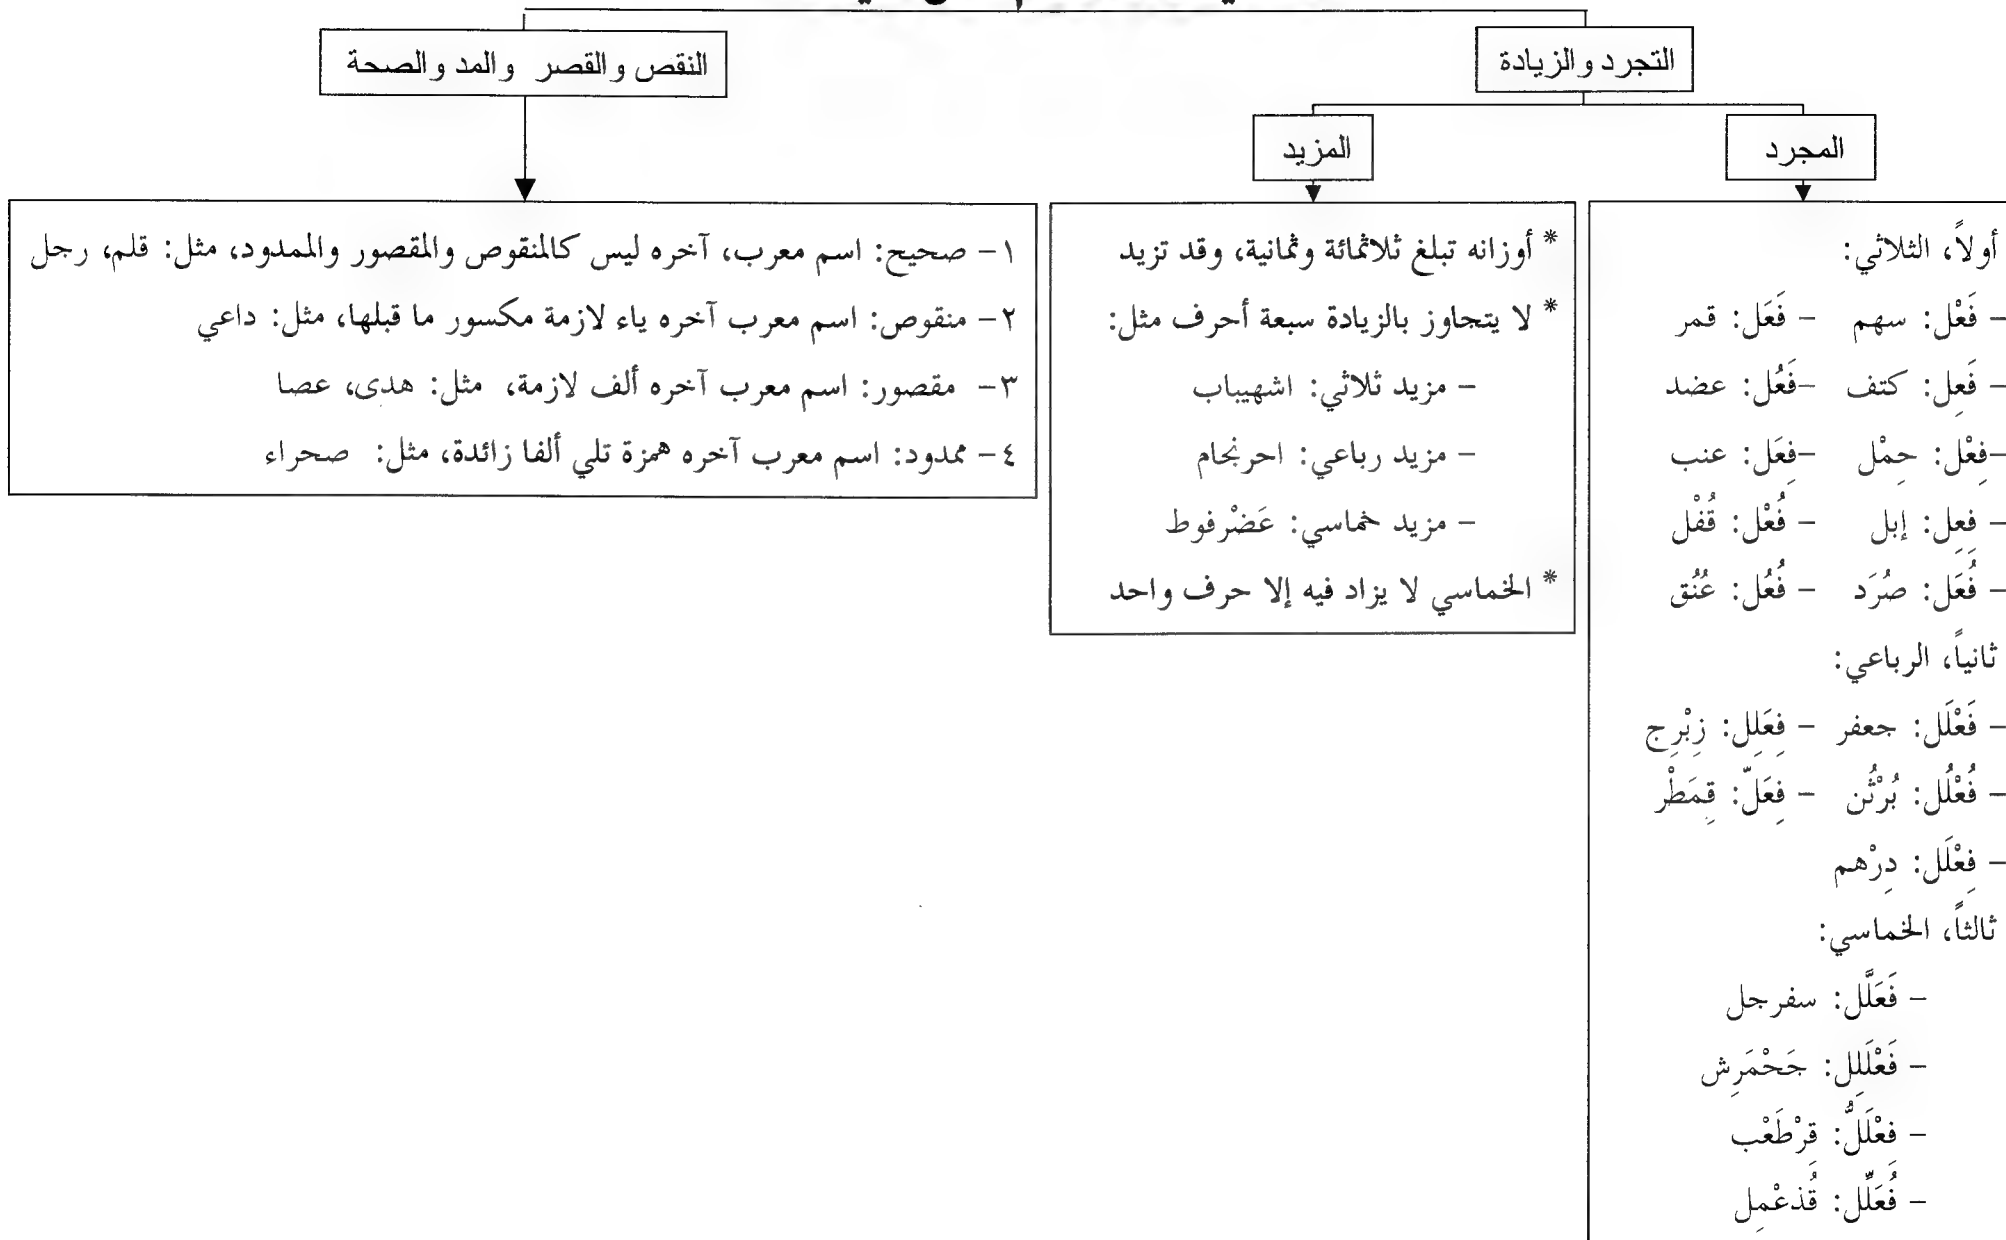 التجرد والزيادة
النقص والقصر والمد والصحة
المجرد
المزيد
أولاً، الثلاثي:
– فَعْل: سهم – فَعَل: قمر
– فَعِل: كتف –فَعُل: عضد
–فِعْل: حِمْل –فِعَل: عنب
– فِعِل: إبل – فُعْل: قُفْل
– فُعَل: صُرَد – فُعُل: عُنُق
ثانياً، الرباعي:
– فَعْلَل: جعفر – فِعَلِل: زِبْرِج
– فُعْلُل: بُرْثُن – فِعَلّ: قِمَطْر
– فِعْلَل: دِرْهم
ثالثاً، الخماسي:
– فَعَلَّل: سفرجل
– فَعْلَلِل: جَحْمَرِش
– فِعْلَلُّ: قِرْطَعْب
– فُعَلِّل: قُذَعْمِل
* أوزانه تبلغ ثلاثمائة وثمانية، وقد تزيد
* لا يتجاوز بالزيادة سبعة أحرف مثل:
– مزيد ثلاثي: اشهيباب
– مزيد رباعي: احرنجام
– مزيد خماسي: عَضْرفوط
* الخماسي لا يزاد فيه إلا حرف واحد
١– صحيح: اسم معرب، آخره ليس كالمنقوص والمقصور والممدود، مثل: قلم، رجل
٢– منقوص: اسم معرب آخره ياء لازمة مكسور ما قبلها، مثل: داعي
٣– مقصور: اسم معرب آخره ألف لازمة، مثل: هدى، عصا
٤– ممدود: اسم معرب آخره همزة تلي ألفا زائدة، مثل: صحراء